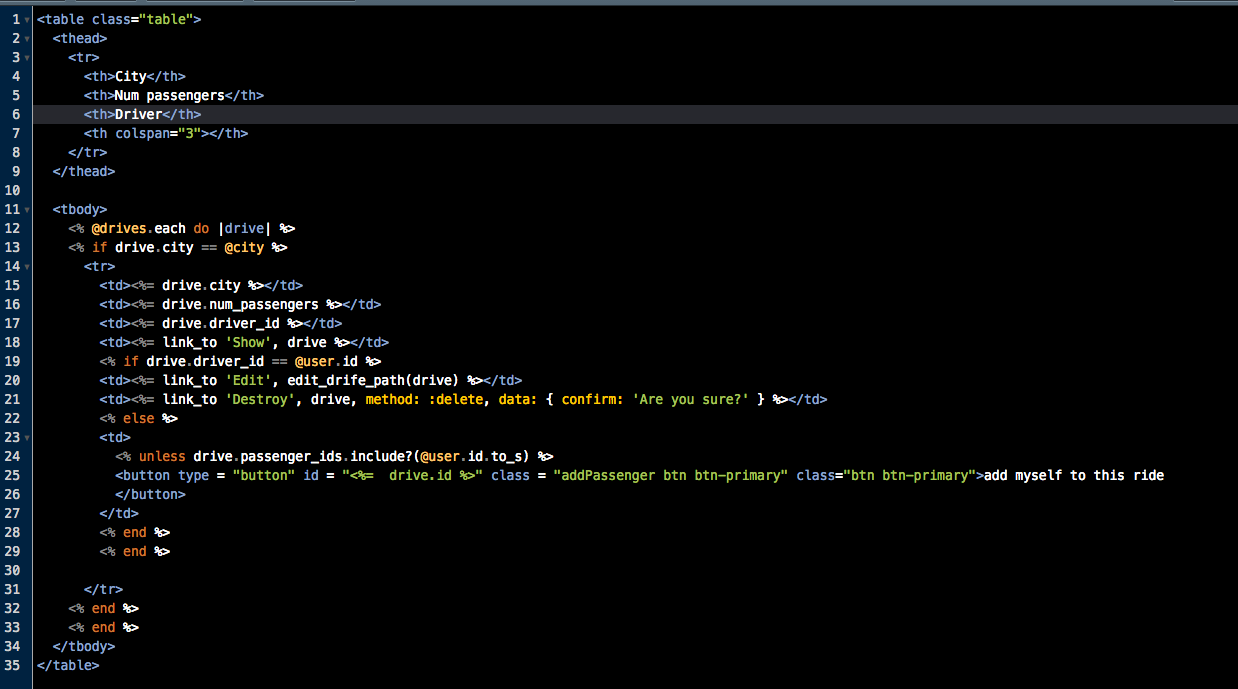 1 <table class="table">
2   <thead>
3     <tr>
4       <th>City</th>
5       <th>Num passengers</th>
6       <th>Driver</th>
7       <th colspan="3"></th>
8     </tr>
9   </thead>
10
11   <tbody>
12     <% @drives.each do |drive| %>
13     <% if drive.city == @city %>
14       <tr>
15         <td><%= drive.city %></td>
16         <td><%= drive.num_passengers %></td>
17         <td><%= drive.driver_id %></td>
18         <td><%= link_to 'Show', drive %></td>
19         <% if drive.driver_id == @user.id %>
20         <td><%= link_to 'Edit', edit_drife_path(drive) %></td>
21         <td><%= link_to 'Destroy', drive, method: :delete, data: { confirm: 'Are you sure?' } %></td>
22         <% else %>
23         <td>
24           <% unless drive.passenger_ids.include?(@user.id.to_s) %>
25           <button type = "button" id = "<%=  drive.id %>" class = "addPassenger btn btn-primary" class="btn btn-primary">add myself to this ride
26           </button>
27         </td>
28         <% end %>
29         <% end %>
30
31       </tr>
32     <% end %>
33     <% end %>
34   </tbody>
35 </table>